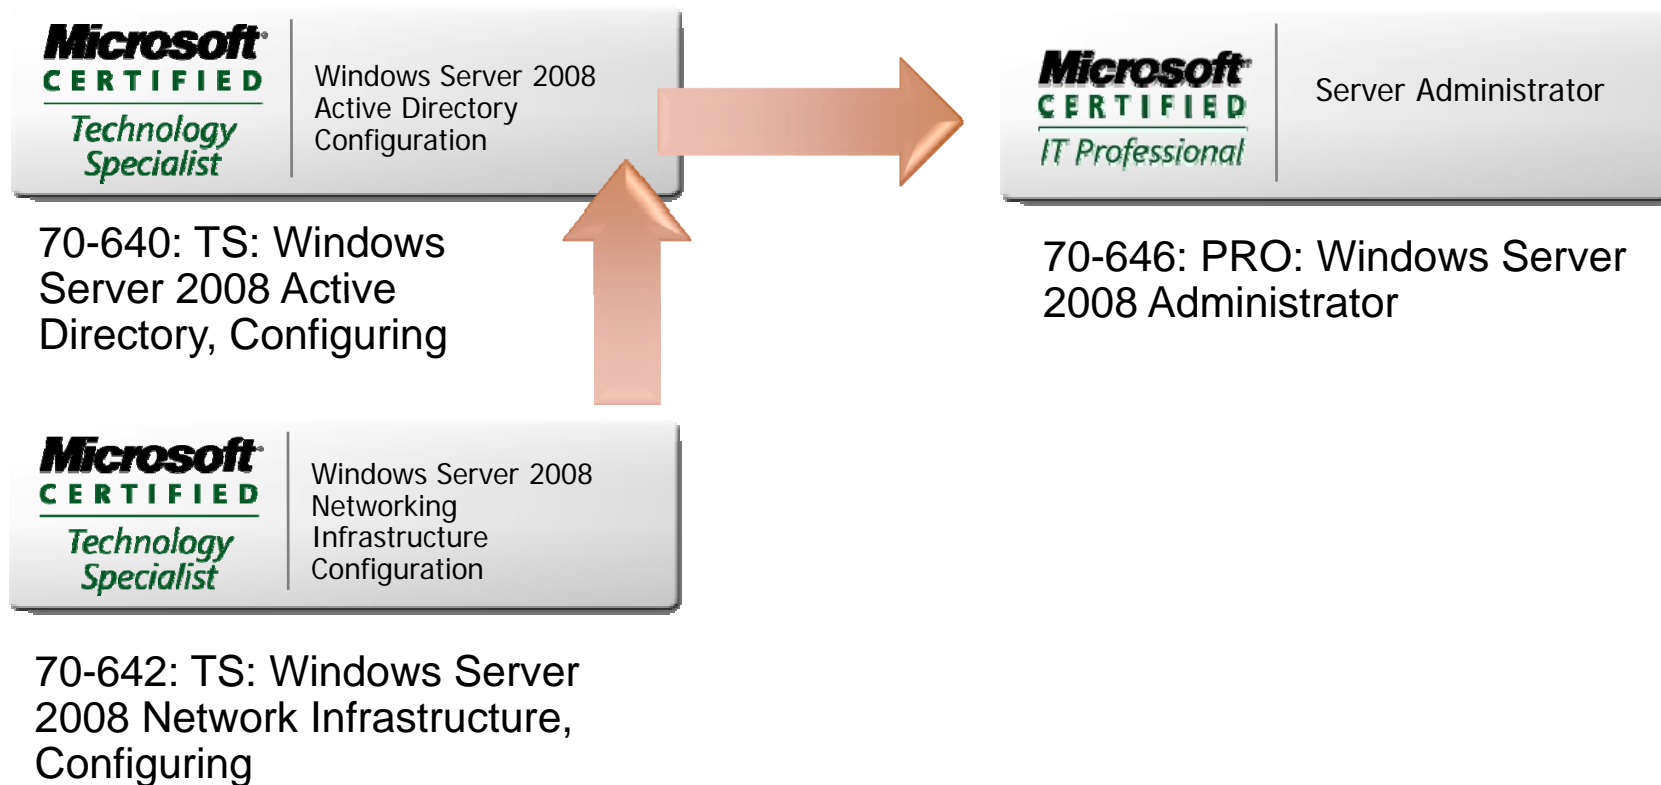 Microsoft
CERTIFIED
Technology
Specialist
Windows Server 2008
Active Directory
Configuration
70-640: TS: Windows
Server 2008 Active
Directory, Configuring
Microsoft
CERTIFIED
IT Professional
Server Administrator
70-646: PRO: Windows Server
2008 Administrator
Microsoft
CERTIFIED
Technology
Specialist
Windows Server 2008
Networking
Infrastructure
Configuration
70-642: TS: Windows Server
2008 Network Infrastructure,
Configuring